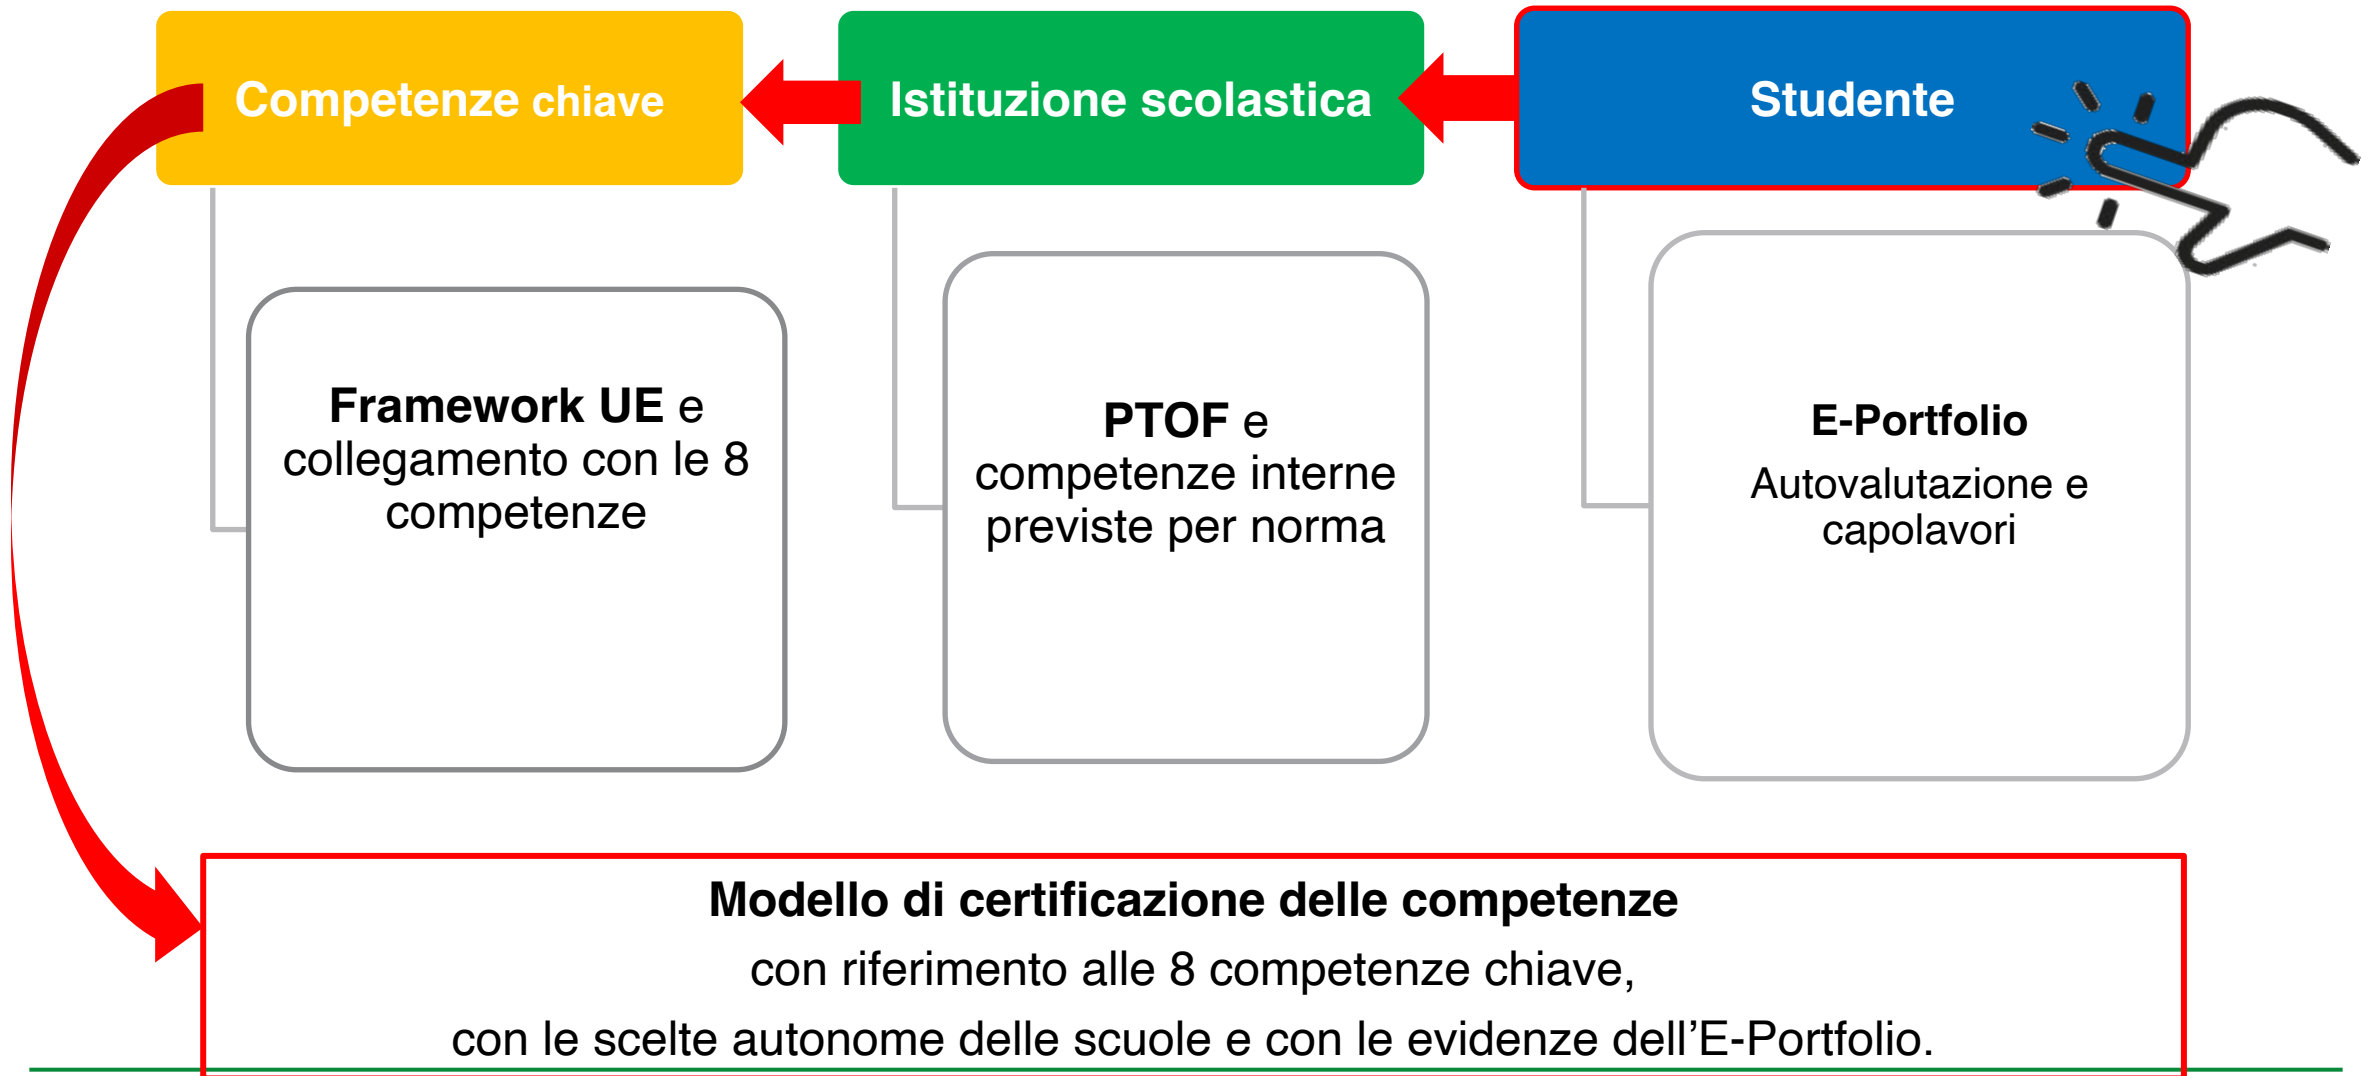 Competenze chiave
Istituzione scolastica
Studente
Framework UE e
collegamento con le 8
competenze
PTOF e
competenze interne
previste per norma
E-Portfolio
Autovalutazione e
capolavori
Modello di certificazione delle competenze
con riferimento alle 8 competenze chiave,
con le scelte autonome delle scuole e con le evidenze dell’E-Portfolio.